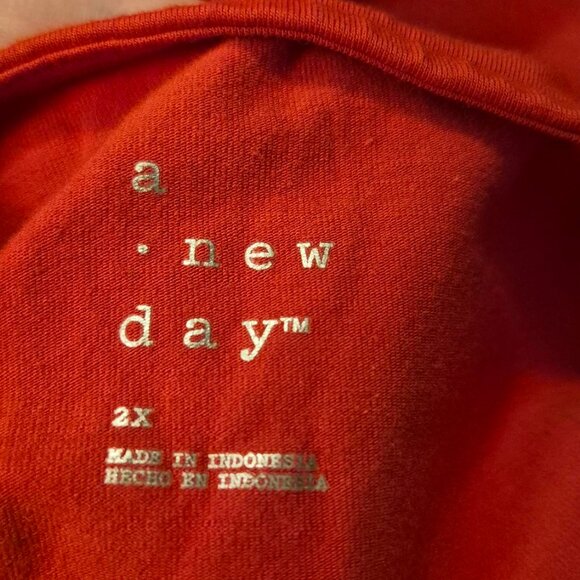 a
· new
day™
2X
MADE IN INDONESIA
HECHO EN INDONESIA